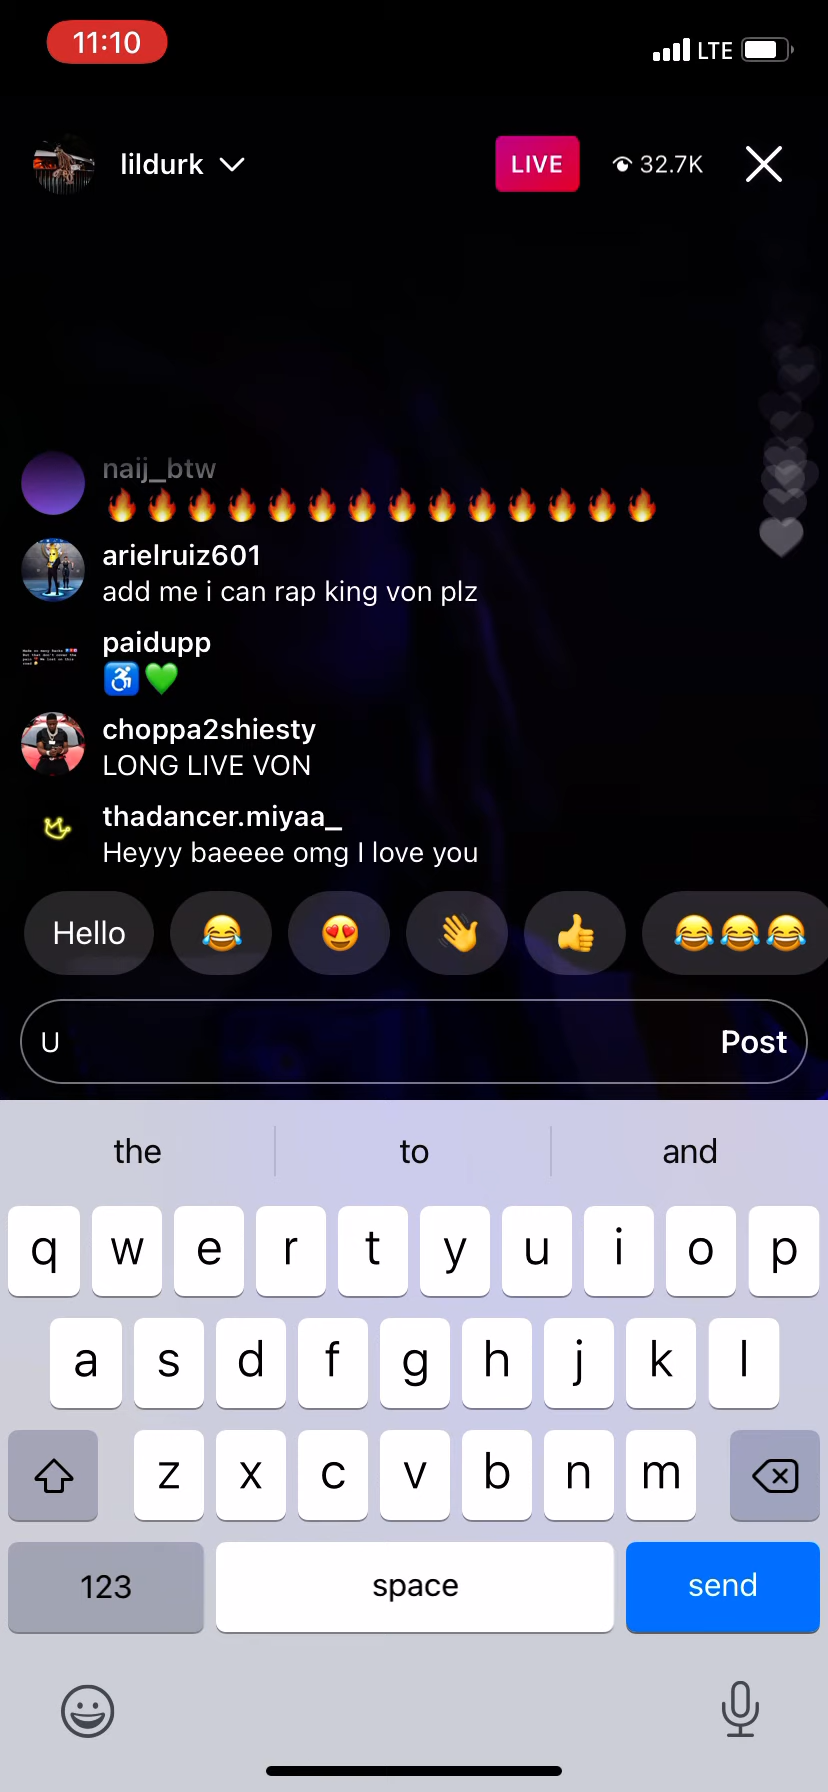 11:10
LTE
lildurk
LIVE
32.7K
naij_btw
🔥🔥🔥🔥🔥🔥🔥🔥🔥🔥🔥🔥🔥🔥
arielruiz601
add me i can rap king von plz
paidupp
♿💚
choppa2shiesty
LONG LIVE VON
thadancer.miyaa_
Heyyy baeeee omg I love you
Hello 😂 😍 👋 👍 😂😂😂
U
Post
the to and
q w e r t y u i o p
a s d f g h j k l
z x c v b n m
123 space send